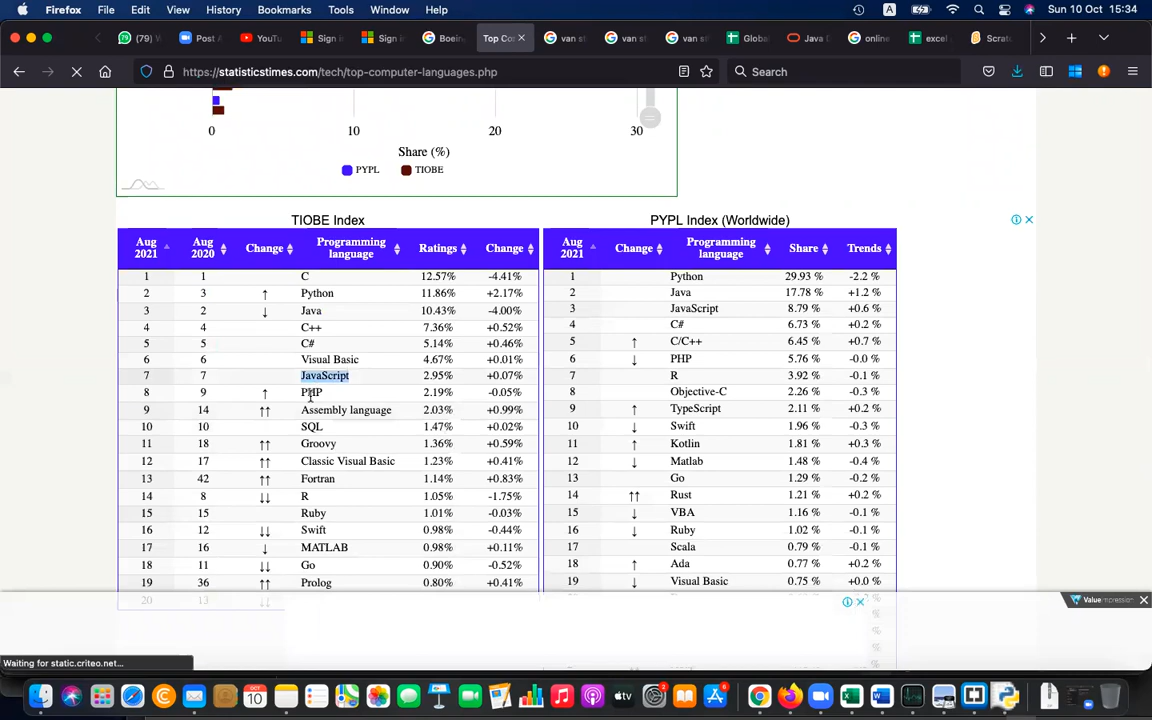 Firefox File Edit View History Bookmarks Tools Window Help A Sun 10 Oct 15:34
(79) W Post A YouTu Sign i Sign in Boein Top Co van st van st van st Global Java D online excel Scrat
https://statisticstimes.com/tech/top-computer-languages.php Search
0 10 20 30
Share (%)
PYPL TIOBE
TIOBE Index PYPL Index (Worldwide)
Aug 2021 Aug 2020 Change Programming language Ratings Change Aug 2021 Change Programming language Share Trends
1 1 C 12.57% -4.41% 1 Python 29.93 % -2.2 %
2 3 ↑ Python 11.86% +2.17% 2 Java 17.78 % +1.2 %
3 2 ↓ Java 10.43% -4.00% 3 JavaScript 8.79 % +0.6 %
4 4 C++ 7.36% +0.52% 4 C# 6.73 % +0.2 %
5 5 C# 5.14% +0.46% 5 ↑ C/C++ 6.45 % +0.7 %
6 6 Visual Basic 4.67% +0.01% 6 ↓ PHP 5.76 % -0.0 %
7 7 JavaScript 2.95% +0.07% 7 R 3.92 % -0.1 %
8 9 ↑ PHP 2.19% -0.05% 8 Objective-C 2.26 % -0.3 %
9 14 ↑↑ Assembly language 2.03% +0.99% 9 ↑ TypeScript 2.11 % +0.2 %
10 10 SQL 1.47% +0.02% 10 ↓ Swift 1.96 % -0.3 %
11 18 ↑↑ Groovy 1.36% +0.59% 11 ↑ Kotlin 1.81 % +0.3 %
12 17 ↑↑ Classic Visual Basic 1.23% +0.41% 12 ↓ Matlab 1.48 % -0.4 %
13 42 ↑↑ Fortran 1.14% +0.83% 13 Go 1.29 % -0.2 %
14 8 ↓↓ R 1.05% -1.75% 14 ↑↑ Rust 1.21 % +0.2 %
15 15 Ruby 1.01% -0.03% 15 ↓ VBA 1.16 % -0.1 %
16 12 ↓↓ Swift 0.98% -0.44% 16 ↓ Ruby 1.02 % -0.1 %
17 16 ↓ MATLAB 0.98% +0.11% 17 Scala 0.79 % -0.1 %
18 11 ↓↓ Go 0.90% -0.52% 18 ↑ Ada 0.77 % +0.2 %
19 36 ↑↑ Prolog 0.80% +0.41% 19 ↓ Visual Basic 0.75 % +0.0 %
20 13 ↓↓
Waiting for static.criteo.net...
OCT 10 tv 2 6